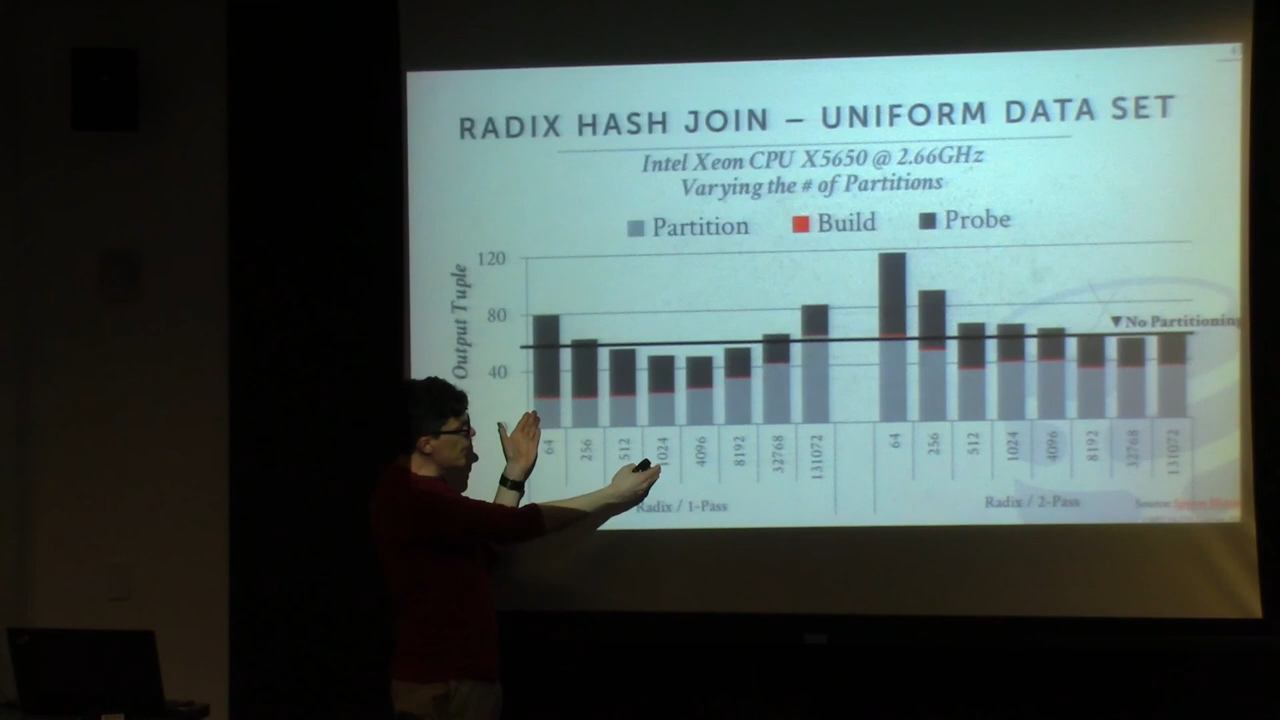 RADIX HASH JOIN – UNIFORM DATA SET
Intel Xeon CPU X5650 @ 2.66GHz
Varying the # of Partitions
Partition Build Probe
Output Tuple
120
80
40
▼No Partitioning
64 256 512 024 4096 8192 32768 131072
64 256 512 1024 4096 8192 32768 131072
Radix / 1-Pass Radix / 2-Pass
Source: